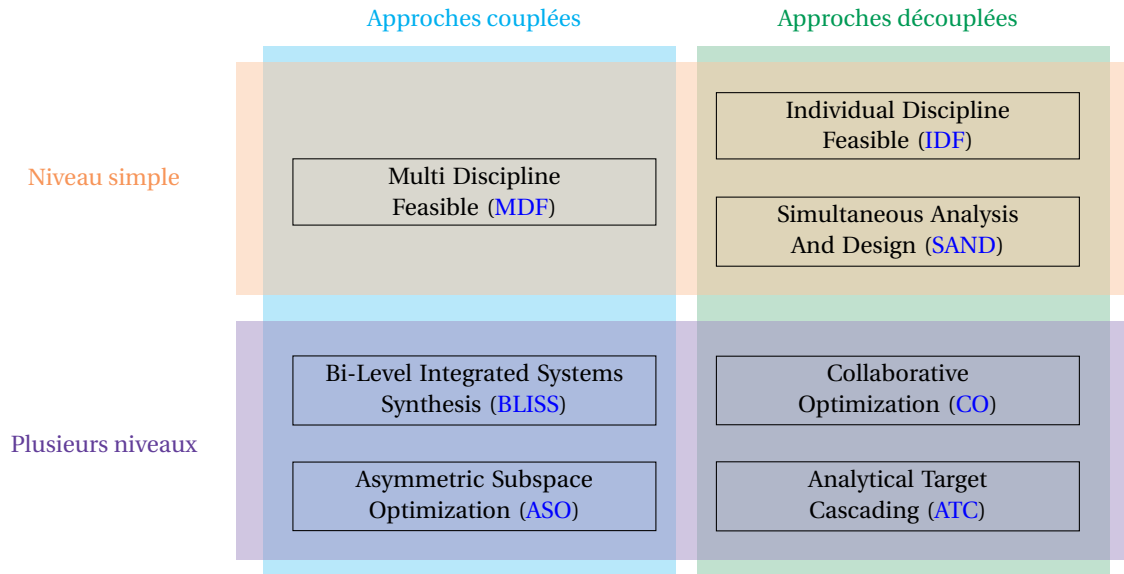 Approches couplées
Approches découplées
Niveau simple
Multi Discipline
Feasible (MDF)
Individual Discipline
Feasible (IDF)
Simultaneous Analysis
And Design (SAND)
Plusieurs niveaux
Bi-Level Integrated Systems
Synthesis (BLISS)
Asymmetric Subspace
Optimization (ASO)
Collaborative
Optimization (CO)
Analytical Target
Cascading (ATC)